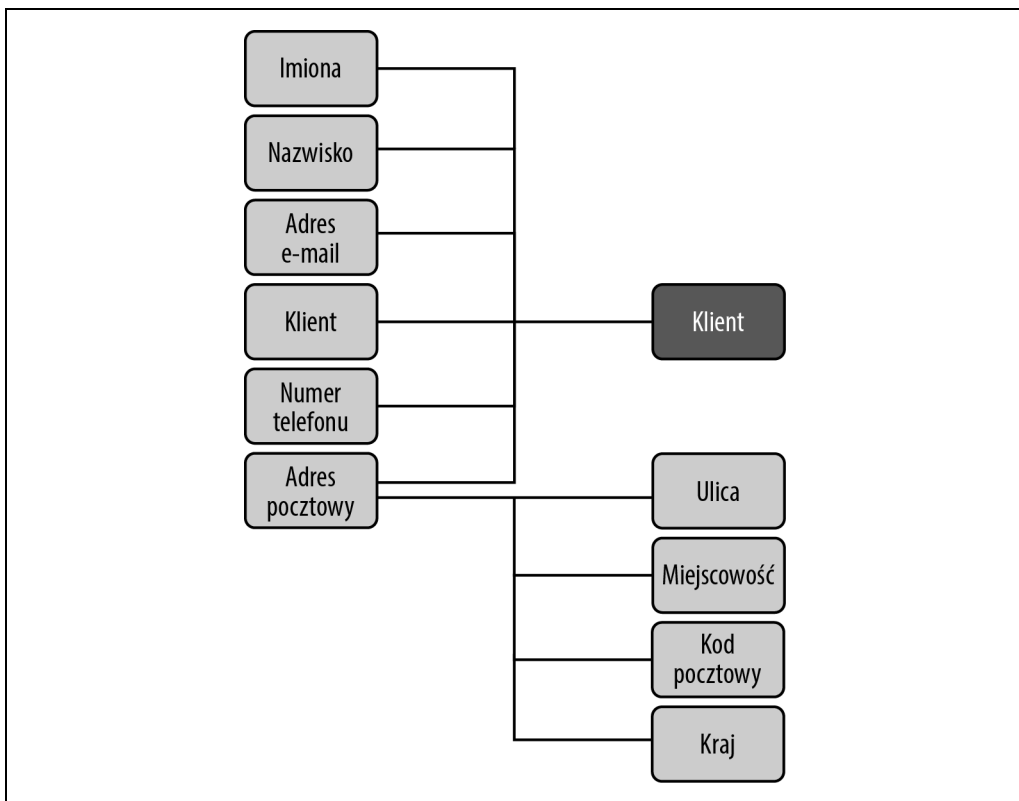 Imiona
Nazwisko
Adres
e-mail
Klient
Numer
telefonu
Adres
pocztowy
Klient
Ulica
Miejscowość
Kod
pocztowy
Kraj